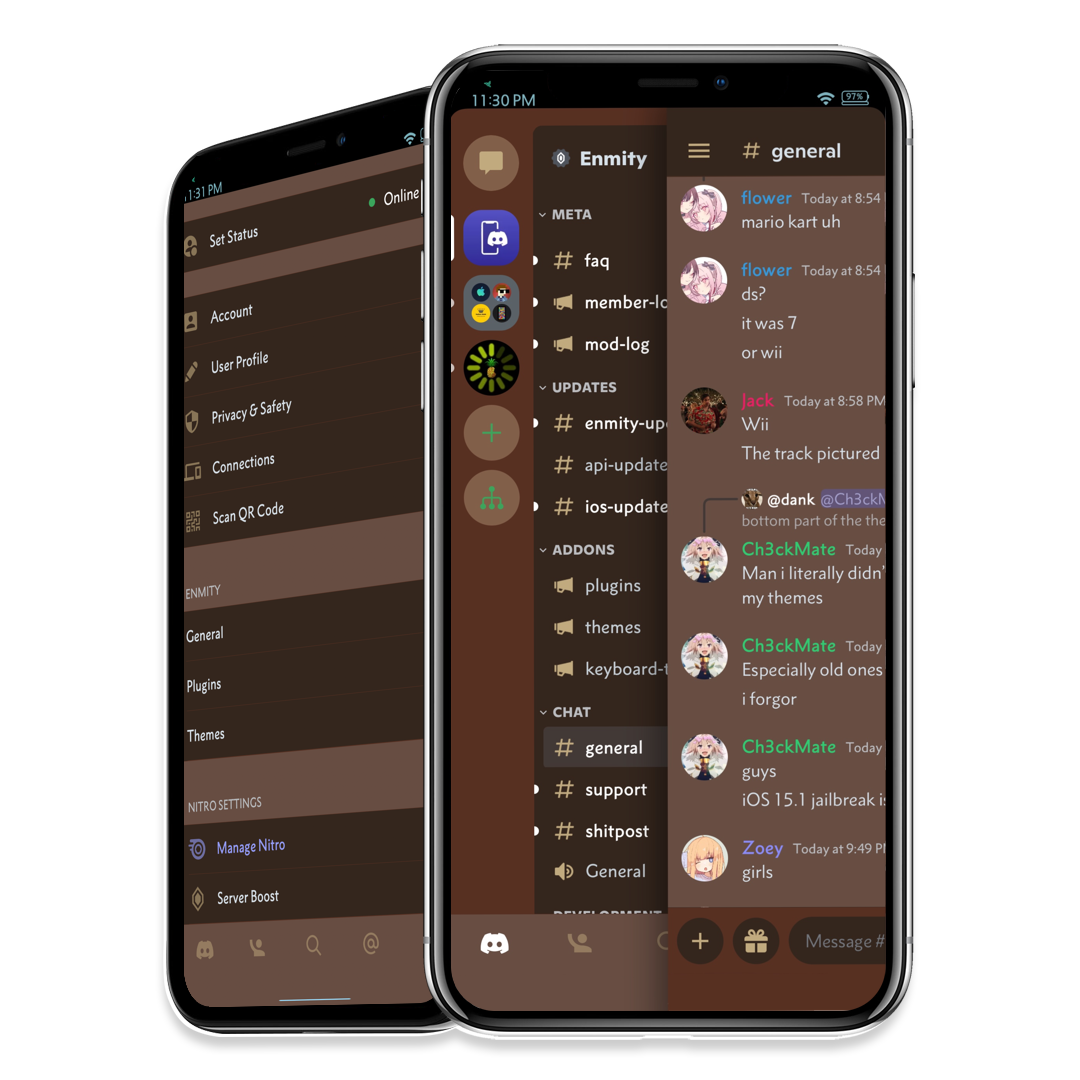 1:31 PM
Online
Set Status
Account
User Profile
Privacy & Safety
Connections
Scan QR Code
ENMITY
General
Plugins
Themes
NITRO SETTINGS
Manage Nitro
Server Boost
11:30 PM
97%
Enmity
META
# faq
member-lo
mod-log
UPDATES
# enmity-up
# api-update
# ios-update
ADDONS
plugins
themes
keyboard-t
CHAT
# general
# support
# shitpost
General
DEVELOPMENT
# general
flower Today at 8:54
mario kart uh
flower Today at 8:54
ds?
it was 7
or wii
Jack Today at 8:58 PM
Wii
The track pictured
@dank @Ch3ckM
bottom part of the the
Ch3ckMate Today
Man i literally didn'
my themes
Ch3ckMate Today
Especially old ones
i forgor
Ch3ckMate Today
guys
iOS 15.1 jailbreak is
Zoey Today at 9:49 PM
girls
Message #